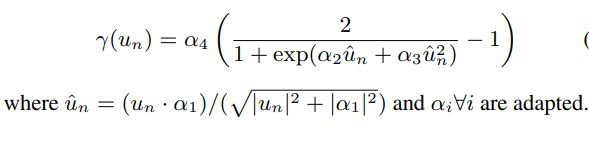 γ(u_n) = α_4 ( 2 / (1 + exp(α_2 û_n + α_3 û_n^2)) − 1 ) (
where û_n = (u_n · α_1)/(√(|u_n|^2 + |α_1|^2)) and α_i ∀i are adapted.